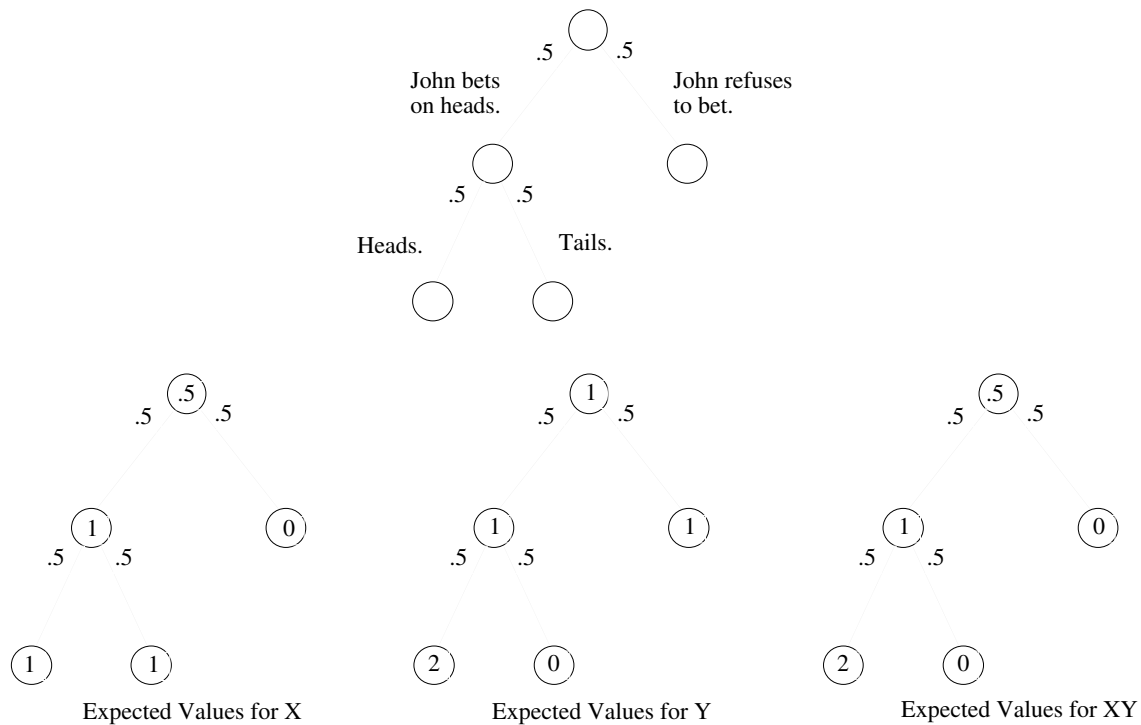 .5 .5
John bets
on heads.
John refuses
to bet.
.5 .5
Heads. Tails.
.5 1 .5
.5 .5 .5 .5 .5 .5
1 0 1 1 1 0
.5 .5 .5 .5 .5 .5
1 1 2 0 2 0
Expected Values for X Expected Values for Y Expected Values for XY